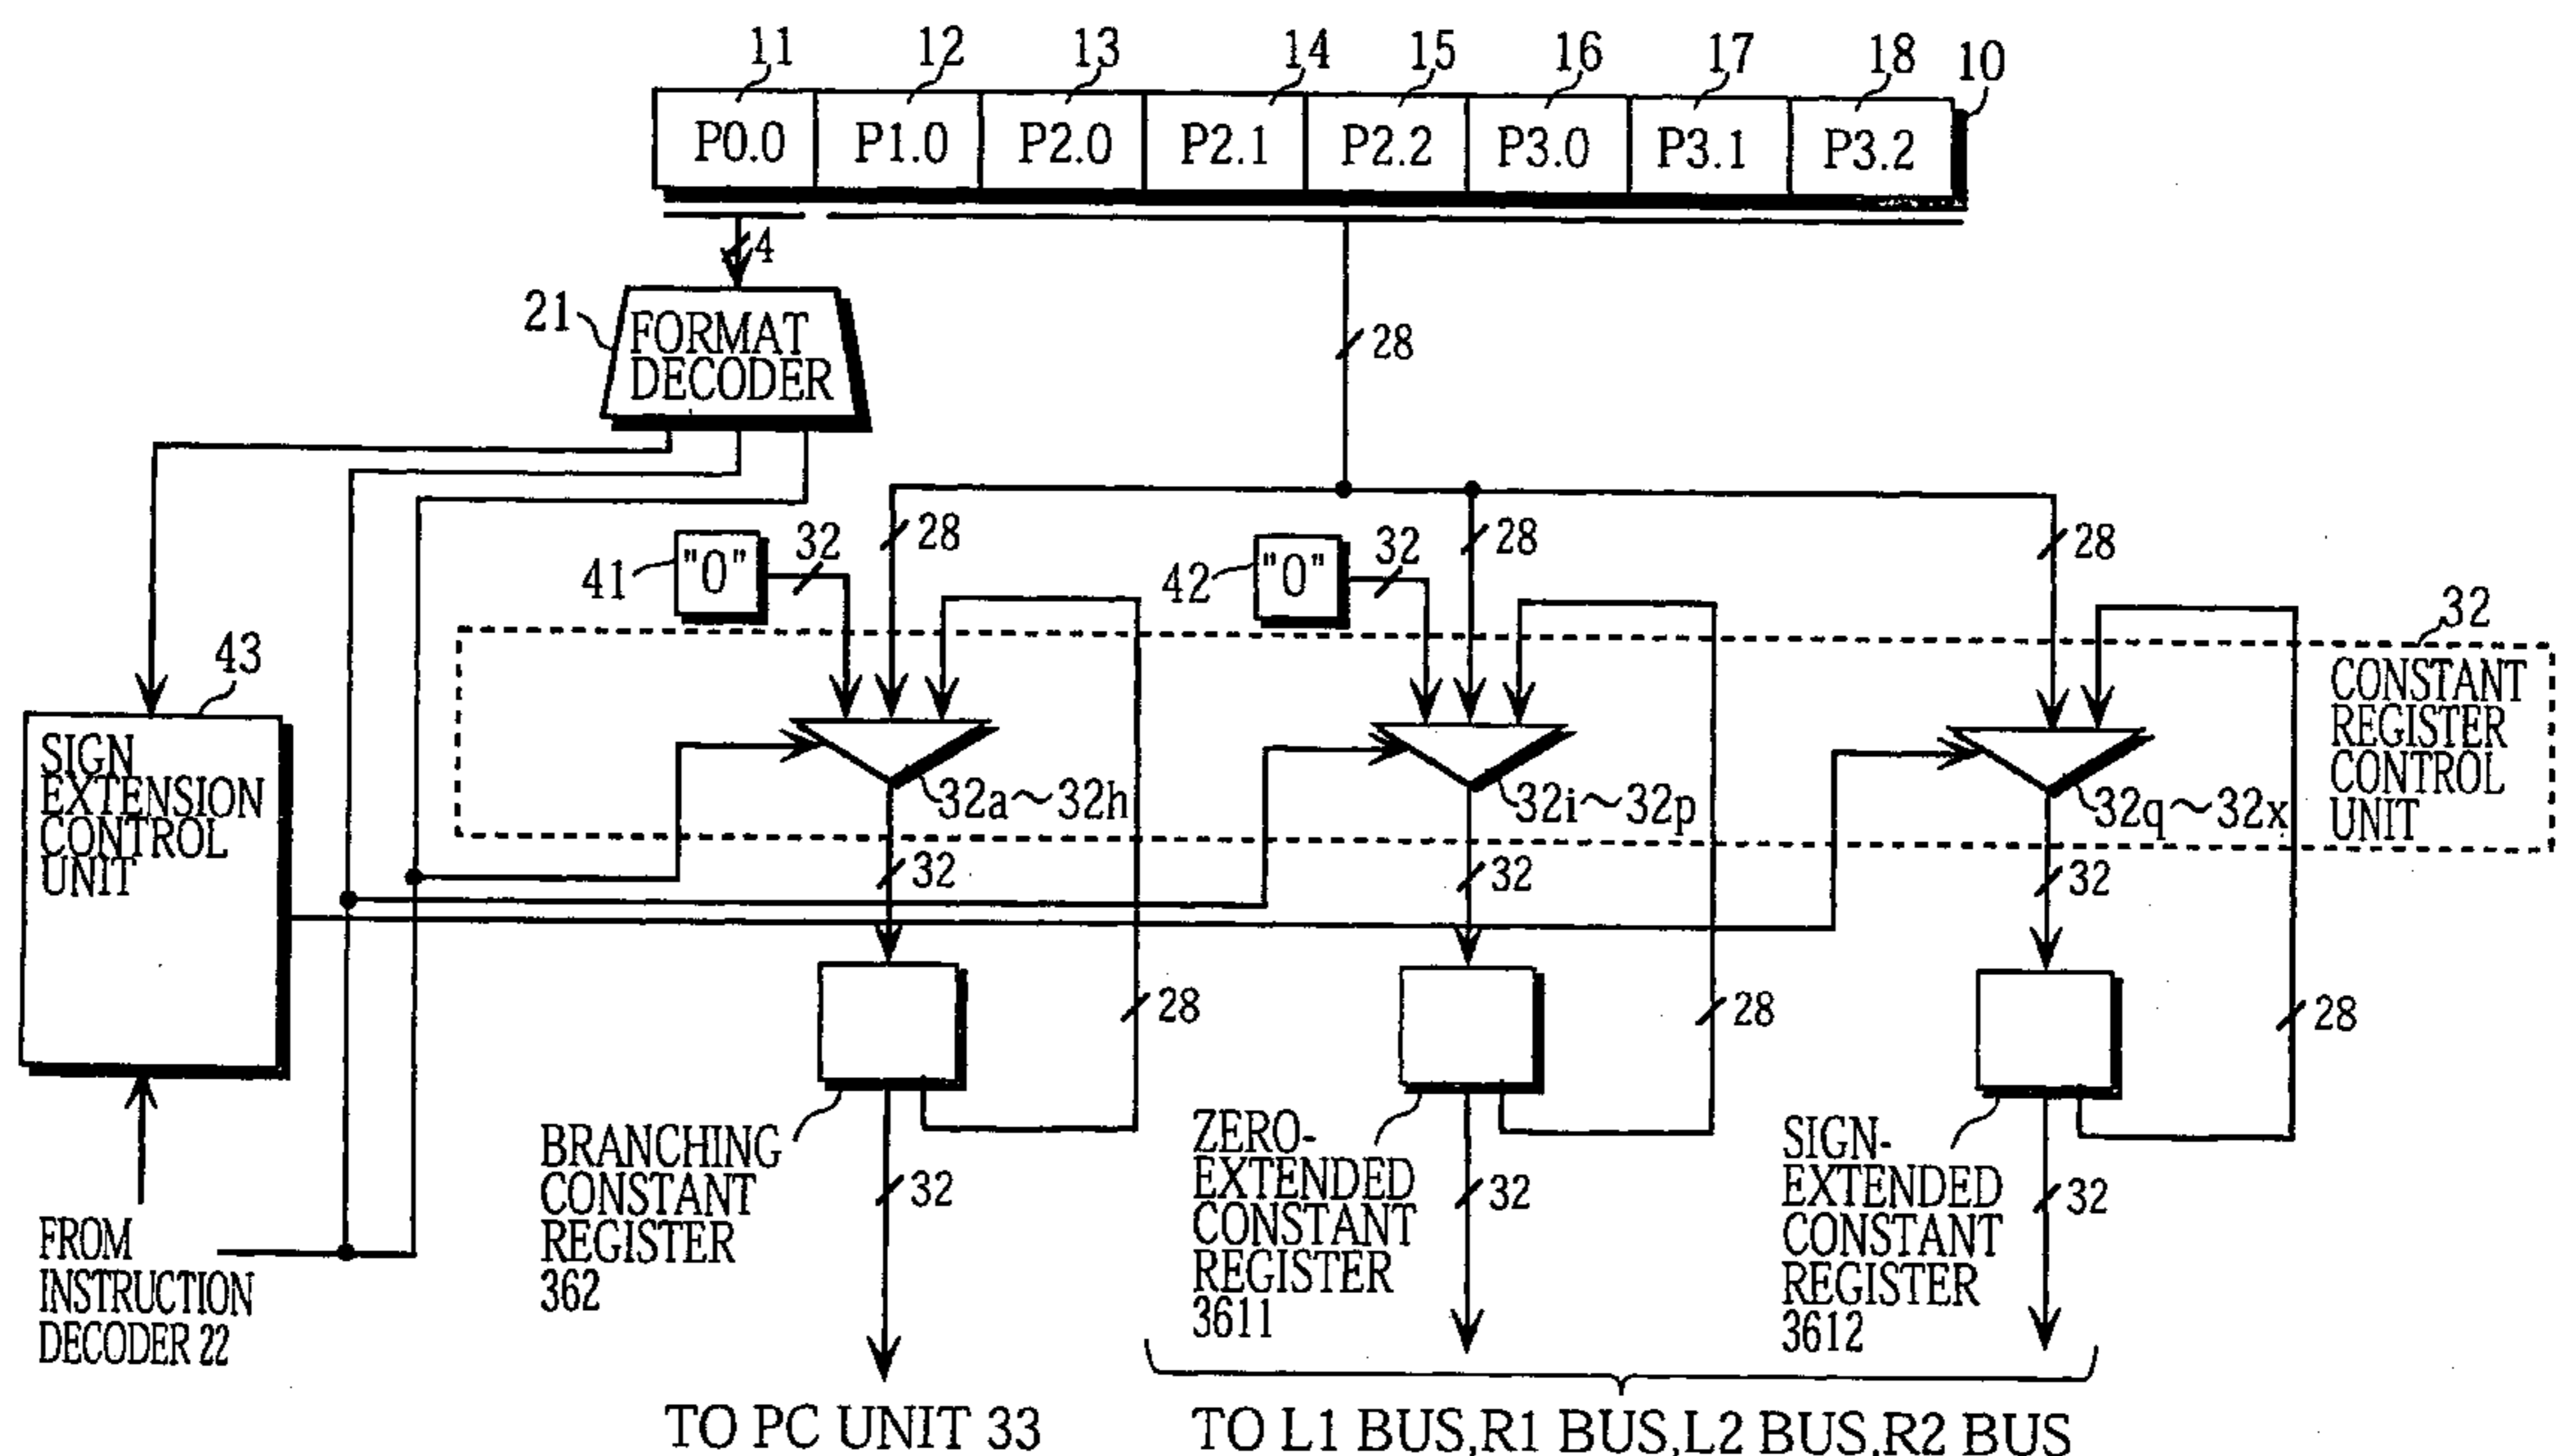 11 12 13 14 15 16 17 18 10
P0.0 P1.0 P2.0 P2.1 P2.2 P3.0 P3.1 P3.2
4
21
FORMAT
DECODER
28
41
"0"
32
28
42
"0"
32
28
28
32
CONSTANT
REGISTER
CONTROL
UNIT
43
SIGN
EXTENSION
CONTROL
UNIT
32a~32h
32i~32p
32q~32x
32
32
32
28
28
28
BRANCHING
CONSTANT
REGISTER
362
32
ZERO-
EXTENDED
CONSTANT
REGISTER
3611
32
SIGN-
EXTENDED
CONSTANT
REGISTER
3612
32
FROM
INSTRUCTION
DECODER 22
TO PC UNIT 33
TO L1 BUS,R1 BUS,L2 BUS,R2 BUS